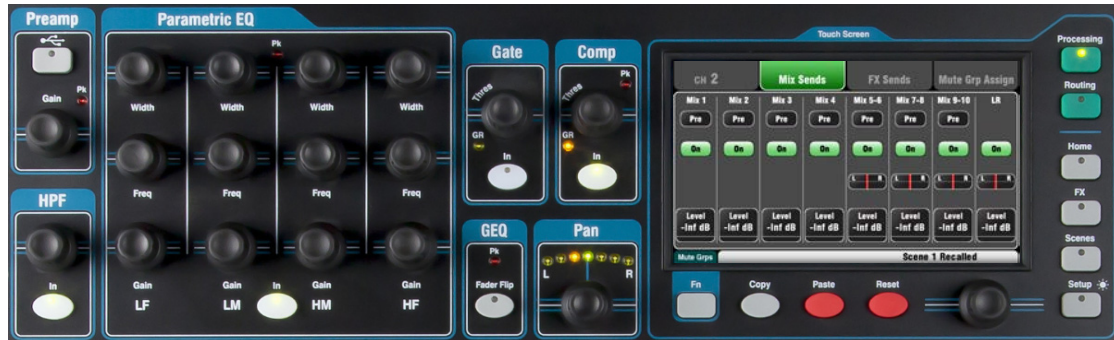 Preamp
Gain
Pk
HPF
In
Parametric EQ
Pk
Width Width Width Width
Freq Freq Freq Freq
Gain Gain In Gain Gain
LF LM HM HF
Gate
Thres
GR
In
Comp
Pk
Thres
GR
In
GEQ
Pk
Fader Flip
Pan
L R
Touch Screen
CH 2 Mix Sends FX Sends Mute Grp Assign
Mix 1 Mix 2 Mix 3 Mix 4 Mix 5-6 Mix 7-8 Mix 9-10 LR
Pre Pre Pre Pre Pre Pre Pre
On On On On On On On On
L R L R L R L R
Level Level Level Level Level Level Level Level
-Inf dB -Inf dB -Inf dB -Inf dB -Inf dB -Inf dB -Inf dB -Inf dB
Mute Grps Scene 1 Recalled
Fn Copy Paste Reset
Processing
Routing
Home
FX
Scenes
Setup